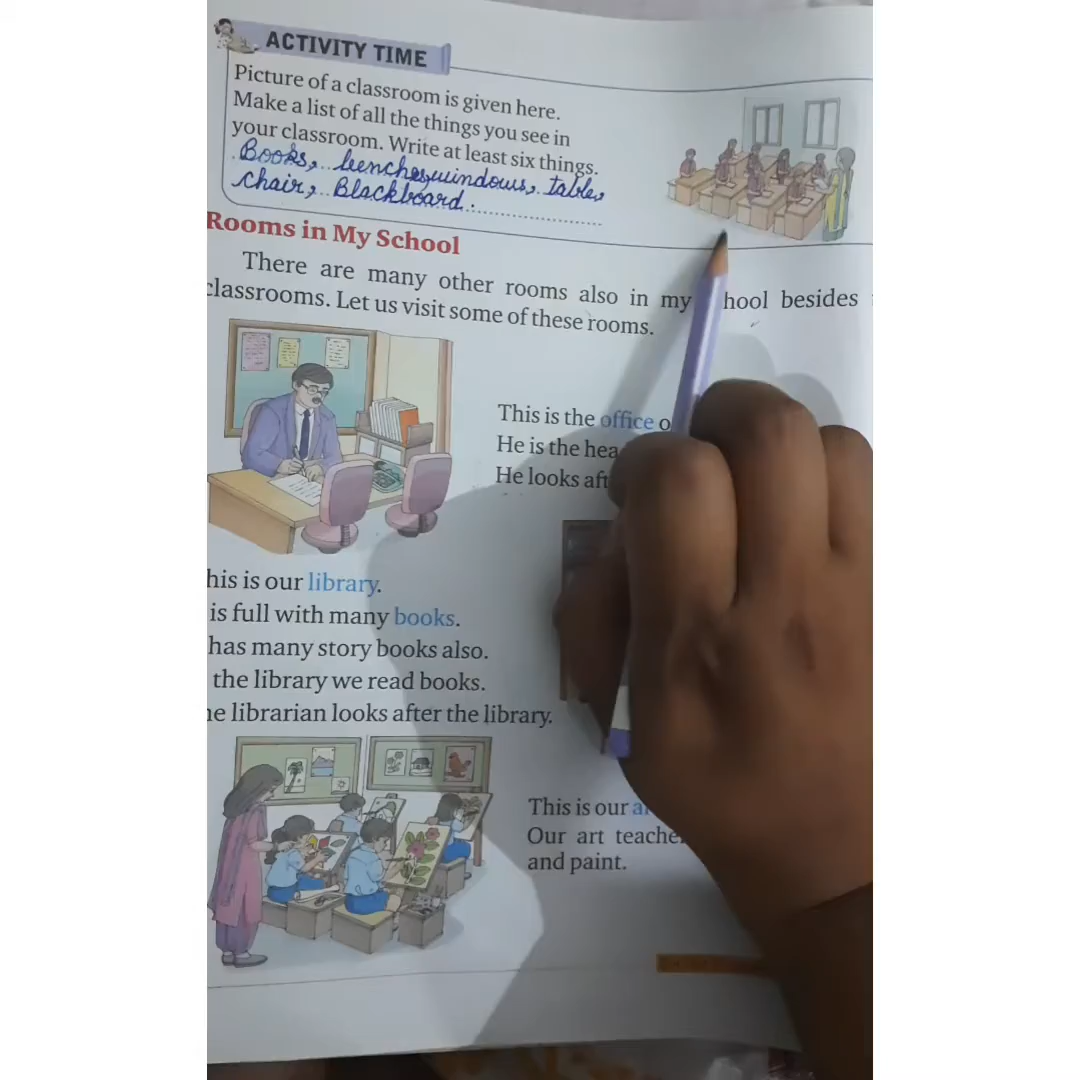 ACTIVITY TIME
Picture of a classroom is given here.
Make a list of all the things you see in
your classroom. Write at least six things.
Books, benches, windows, table,
chair, Blackboard.
Rooms in My School
There are many other rooms also in my hool besides
classrooms. Let us visit some of these rooms.
This is the office o
He is the hea
He looks aft
his is our library.
is full with many books.
has many story books also.
the library we read books.
he librarian looks after the library.
This is our a
Our art teache
and paint.